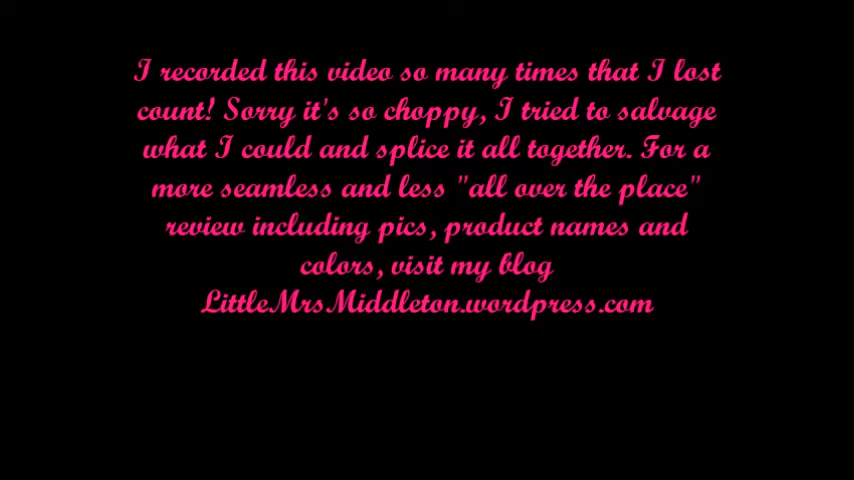 I recorded this video so many times that I lost
count! Sorry it's so choppy, I tried to salvage
what I could and splice it all together. For a
more seamless and less "all over the place"
review including pics, product names and
colors, visit my blog
LittleMrsMiddleton.wordpress.com